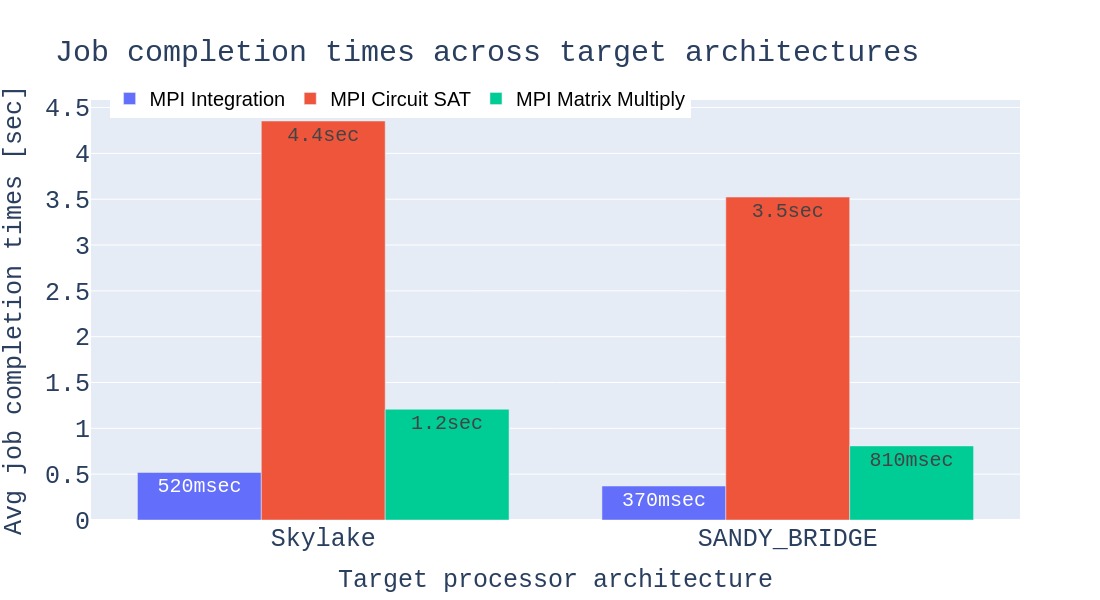 Job completion times across target architectures
MPI Integration MPI Circuit SAT MPI Matrix Multiply
Avg job completion times [sec]
4.5
4
3.5
3
2.5
2
1.5
1
0.5
0
520msec
4.4sec
1.2sec
370msec
3.5sec
810msec
Skylake SANDY_BRIDGE
Target processor architecture